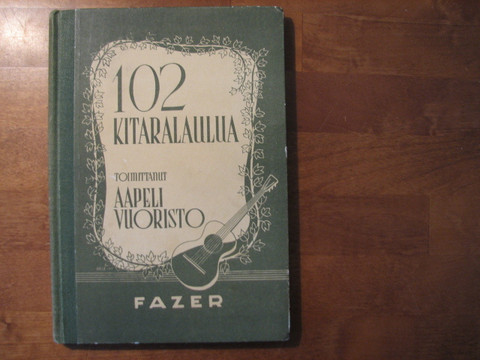 102
KITARALAULUA
TOIMITTANUT
AAPELI
VUORISTO
FAZER